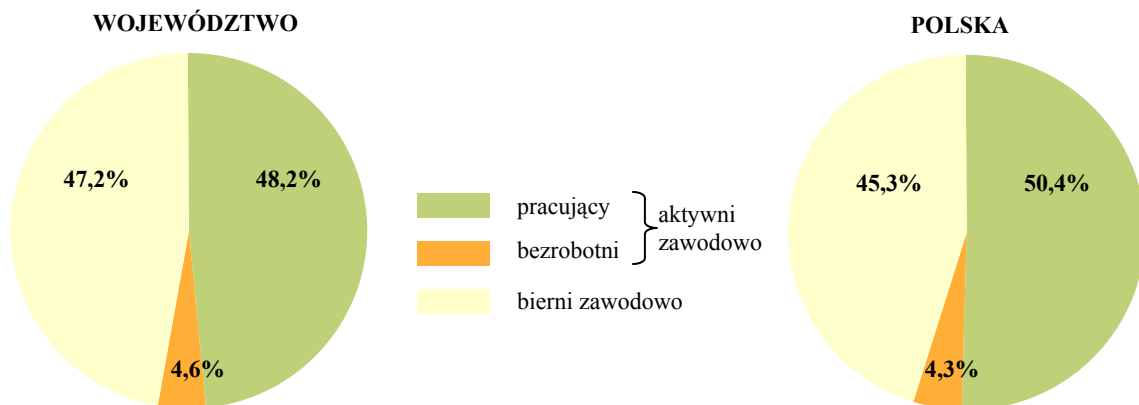 WOJEWÓDZTWO
POLSKA
47,2%
48,2%
4,6%
pracujący
bezrobotni
aktywni
zawodowo
bierni zawodowo
45,3%
50,4%
4,3%